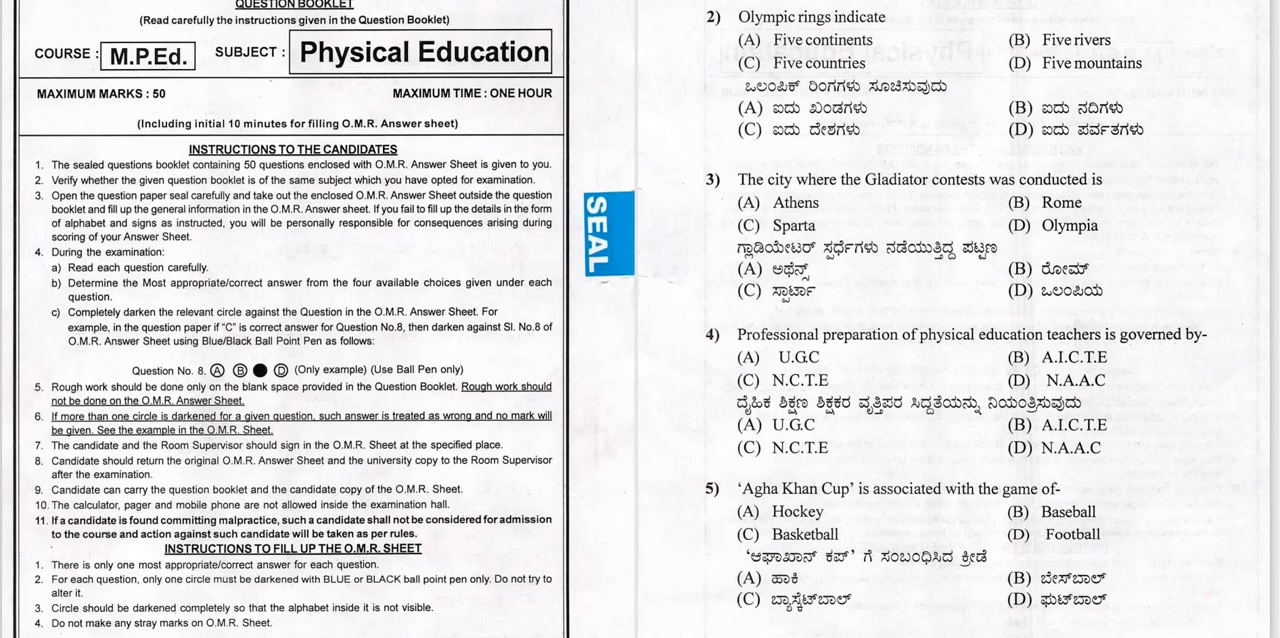 QUESTION BOOKLET
(Read carefully the instructions given in the Question Booklet)
COURSE : M.P.Ed. SUBJECT : Physical Education
MAXIMUM MARKS : 50 MAXIMUM TIME : ONE HOUR
(Including initial 10 minutes for filling O.M.R. Answer sheet)
INSTRUCTIONS TO THE CANDIDATES
1. The sealed questions booklet containing 50 questions enclosed with O.M.R. Answer Sheet is given to you.
2. Verify whether the given question booklet is of the same subject which you have opted for examination.
3. Open the question paper seal carefully and take out the enclosed O.M.R. Answer Sheet outside the question
booklet and fill up the general information in the O.M.R. Answer sheet. If you fail to fill up the details in the form
of alphabet and signs as instructed, you will be personally responsible for consequences arising during
scoring of your Answer Sheet.
4. During the examination:
a) Read each question carefully.
b) Determine the Most appropriate/correct answer from the four available choices given under each
question.
c) Completely darken the relevant circle against the Question in the O.M.R. Answer Sheet. For
example, in the question paper if "C" is correct answer for Question No.8, then darken against Sl. No.8 of
O.M.R. Answer Sheet using Blue/Black Ball Point Pen as follows:
Question No. 8. Ⓐ Ⓑ ● Ⓓ (Only example) (Use Ball Pen only)
5. Rough work should be done only on the blank space provided in the Question Booklet. Rough work should
not be done on the O.M.R. Answer Sheet.
6. If more than one circle is darkened for a given question, such answer is treated as wrong and no mark will
be given. See the example in the O.M.R. Sheet.
7. The candidate and the Room Supervisor should sign in the O.M.R. Sheet at the specified place.
8. Candidate should return the original O.M.R. Answer Sheet and the university copy to the Room Supervisor
after the examination.
9. Candidate can carry the question booklet and the candidate copy of the O.M.R. Sheet.
10. The calculator, pager and mobile phone are not allowed inside the examination hall.
11. If a candidate is found committing malpractice, such a candidate shall not be considered for admission
to the course and action against such candidate will be taken as per rules.
INSTRUCTIONS TO FILL UP THE O.M.R. SHEET
1. There is only one most appropriate/correct answer for each question.
2. For each question, only one circle must be darkened with BLUE or BLACK ball point pen only. Do not try to
alter it.
3. Circle should be darkened completely so that the alphabet inside it is not visible.
4. Do not make any stray marks on O.M.R. Sheet.
SEAL
2) Olympic rings indicate
(A) Five continents (B) Five rivers
(C) Five countries (D) Five mountains
ಒಲಂಪಿಕ್ ರಿಂಗಗಳು ಸೂಚಿಸುವುದು
(A) ಐದು ಖಂಡಗಳು (B) ಐದು ನದಿಗಳು
(C) ಐದು ದೇಶಗಳು (D) ಐದು ಪರ್ವತಗಳು
3) The city where the Gladiator contests was conducted is
(A) Athens (B) Rome
(C) Sparta (D) Olympia
ಗ್ಲಾಡಿಯೇಟರ್ ಸ್ಪರ್ಧೆಗಳು ನಡೆಯುತ್ತಿದ್ದ ಪಟ್ಟಣ
(A) ಅಥೆನ್ಸ್ (B) ರೋಮ್
(C) ಸ್ಪಾರ್ಟಾ (D) ಒಲಂಪಿಯ
4) Professional preparation of physical education teachers is governed by-
(A) U.G.C (B) A.I.C.T.E
(C) N.C.T.E (D) N.A.A.C
ದೈಹಿಕ ಶಿಕ್ಷಣ ಶಿಕ್ಷಕರ ವೃತ್ತಿಪರ ಸಿದ್ದತೆಯನ್ನು ನಿಯಂತ್ರಿಸುವುದು
(A) U.G.C (B) A.I.C.T.E
(C) N.C.T.E (D) N.A.A.C
5) ‘Agha Khan Cup’ is associated with the game of-
(A) Hockey (B) Baseball
(C) Basketball (D) Football
‘ಆಘಾಖಾನ್ ಕಪ್’ ಗೆ ಸಂಬಂಧಿಸಿದ ಕ್ರೀಡೆ
(A) ಹಾಕಿ (B) ಬೇಸ್‌ಬಾಲ್
(C) ಬ್ಯಾಸ್ಕೆಟ್‌ಬಾಲ್ (D) ಫುಟ್‌ಬಾಲ್